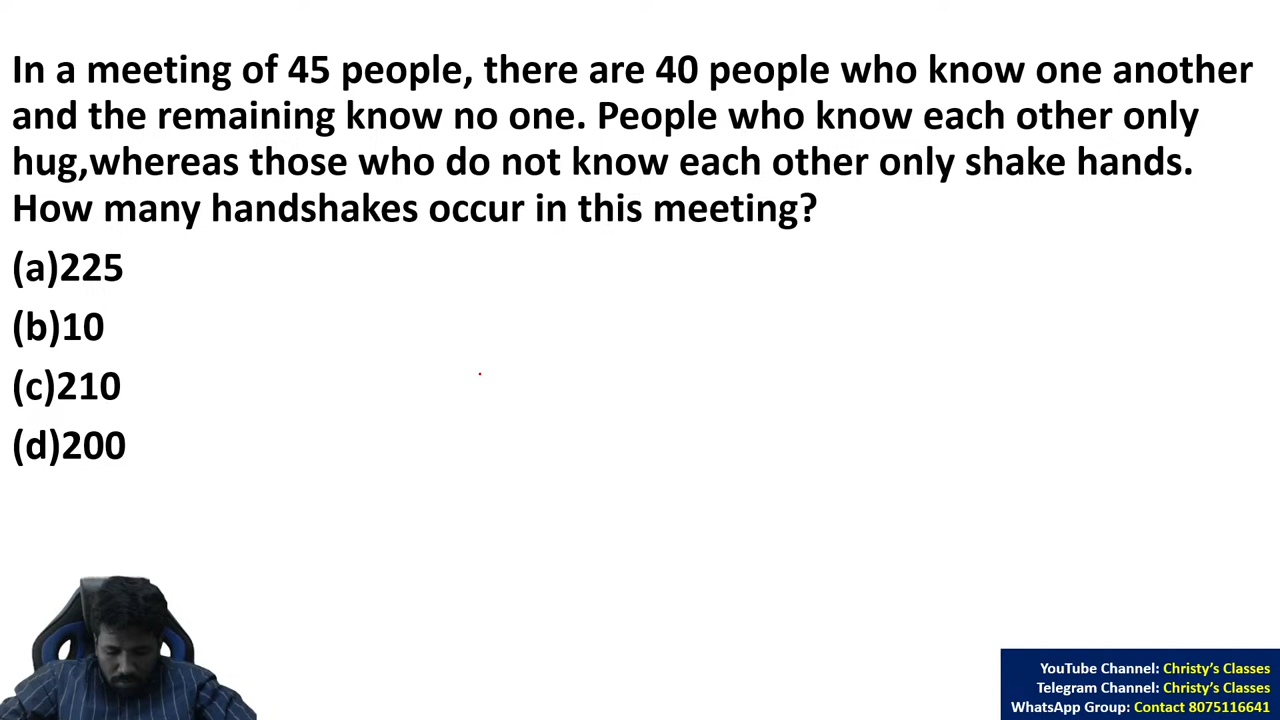 In a meeting of 45 people, there are 40 people who know one another
and the remaining know no one. People who know each other only
hug,whereas those who do not know each other only shake hands.
How many handshakes occur in this meeting?
(a)225
(b)10
(c)210
(d)200
YouTube Channel: Christy's Classes
Telegram Channel: Christy's Classes
WhatsApp Group: Contact 8075116641